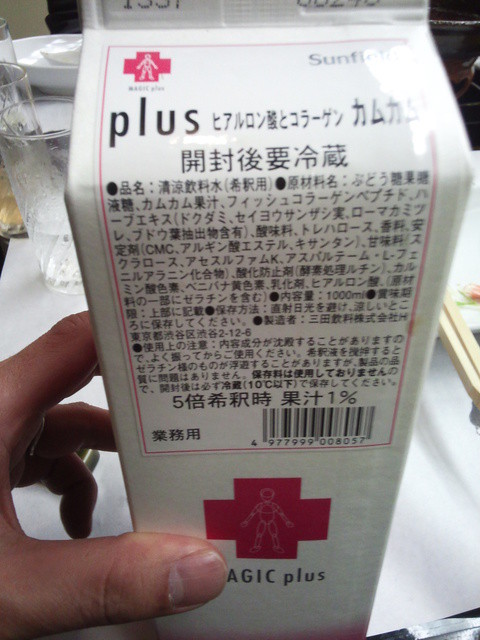 MAGIC plus
Sunfield
plus ヒアルロン酸とコラーゲン カムカム
開封後要冷蔵
●品名:清涼飲料水(希釈用)●原材料名:ぶどう糖果糖
液糖、カムカム果汁、フィッシュコラーゲンペプチド、ハ
ーブエキス(ドクダミ、セイヨウサンザシ実、ローマカミツ
レ、ブドウ葉抽出物含有)、酸味料、トレハロース、香料、安
定剤(CMC、アルギン酸エステル、キサンタン)、甘味料(ス
クラロース、アセスルファムK、アスパルテーム・L-フェ
ニルアラニン化合物)、酸化防止剤(酵素処理ルチン)、カル
ミン酸色素、ベニバナ黄色素、乳化剤、ヒアルロン酸、(原材
料の一部にゼラチンを含む)●内容量:1000ml●賞味期
限:上部に記載●保存方法:直射日光を避け、涼しいとこ
ろに保存してください。●製造者:三田飲料株式会社H
東京都渋谷区渋谷2-12-6
●使用上の注意:内容成分が沈殿することがありますの
で、よく振ってからご使用ください。希釈液を撹拌すると
ゼラチン様のものが浮遊することがありますが、製品の品
質に問題はありません。保存料は使用しておりませんの
で、開封後は必ず冷蔵(10℃以下)で保存してください。
5倍希釈時 果汁1%
業務用
4 977999 008057
AGIC plus